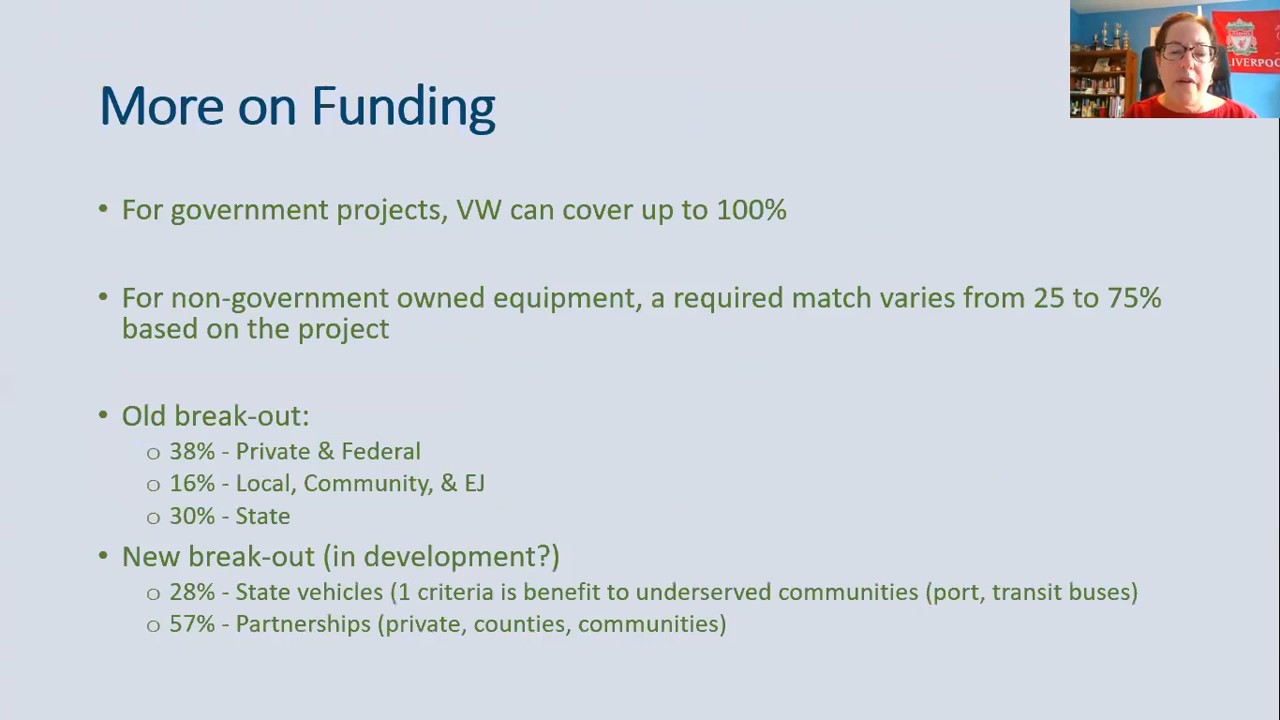 More on Funding
LIVERPOO
• For government projects, VW can cover up to 100%
• For non-government owned equipment, a required match varies from 25 to 75%
based on the project
• Old break-out:
o 38% - Private & Federal
o 16% - Local, Community, & EJ
o 30% - State
• New break-out (in development?)
o 28% - State vehicles (1 criteria is benefit to underserved communities (port, transit buses)
o 57% - Partnerships (private, counties, communities)